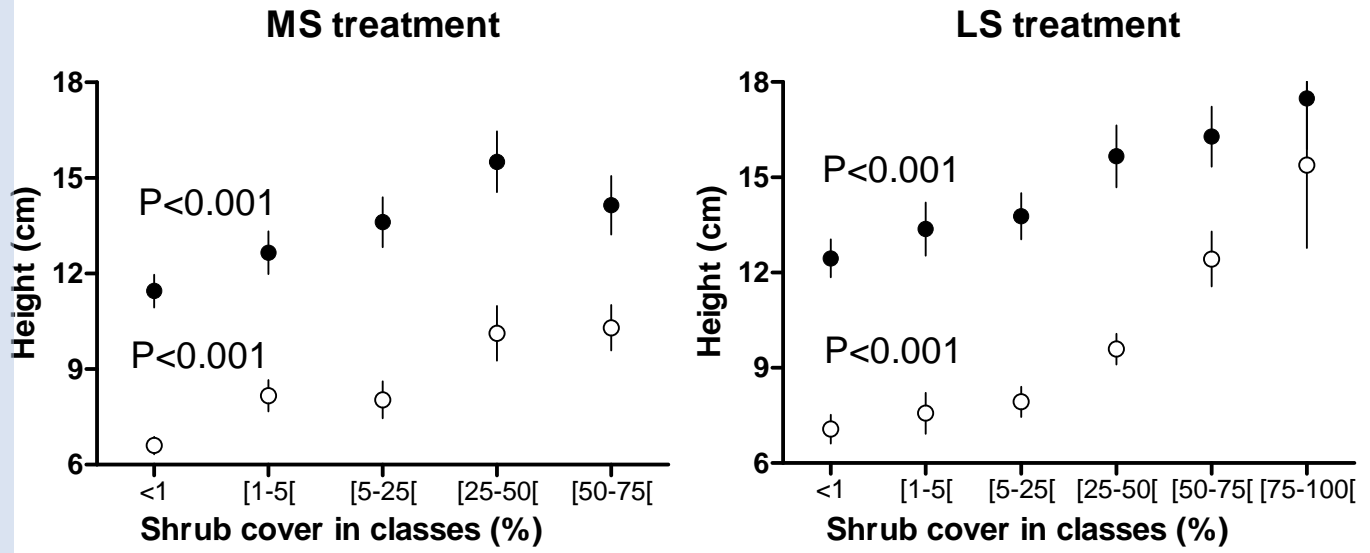 MS treatment
18
15
12
9
6
Height (cm)
P<0.001
P<0.001
<1
[1-5[
[5-25[
[25-50[
[50-75[
Shrub cover in classes (%)
LS treatment
18
15
12
9
6
Height (cm)
P<0.001
P<0.001
<1
[1-5[
[5-25[
[25-50[
[50-75[
[75-100[
Shrub cover in classes (%)